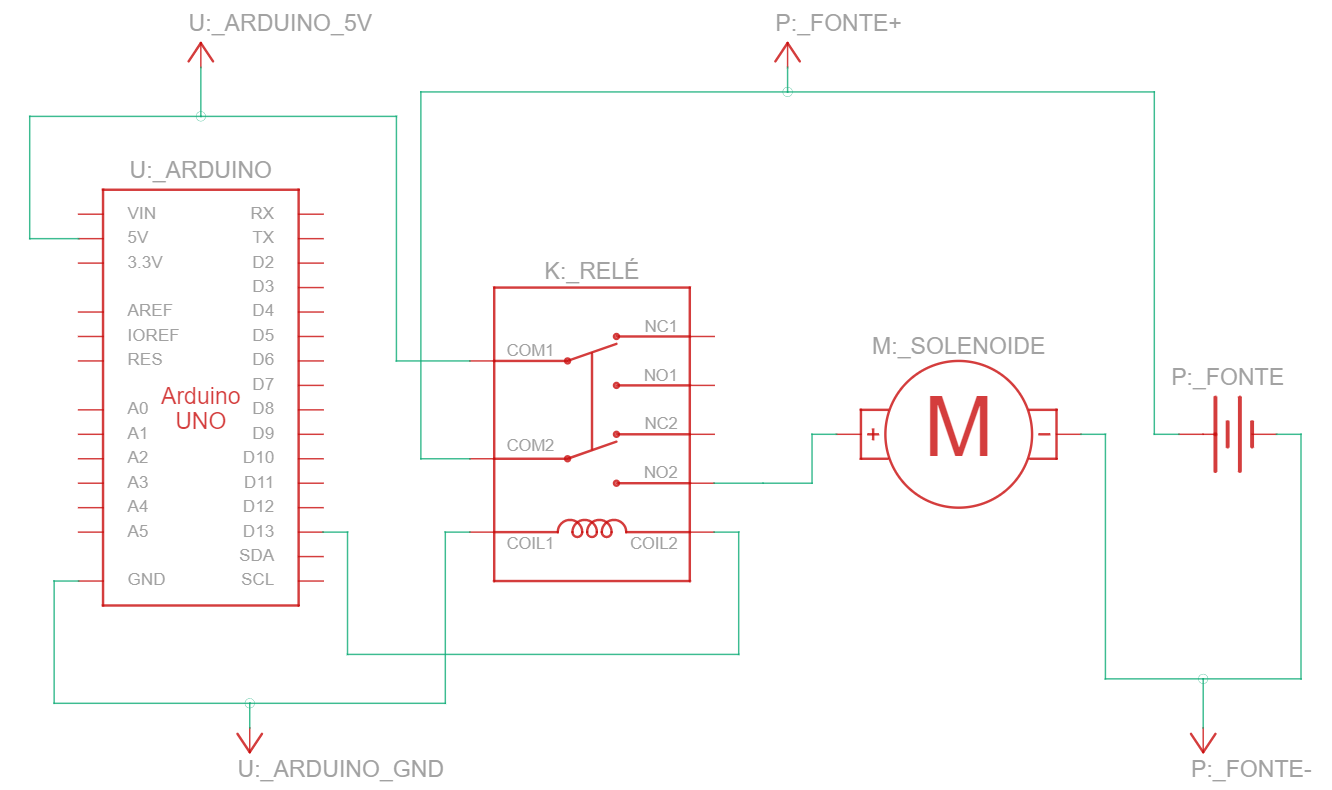 U:_ARDUINO_5V
P:_FONTE+
U:_ARDUINO
VIN
RX
5V
TX
3.3V
D2
D3
AREF
D4
IOREF
D5
RES
D6
D7
Arduino
UNO
A0
D8
A1
D9
A2
D10
A3
D11
A4
D12
A5
D13
SDA
GND
SCL
K:_RELÉ
NC1
COM1
NO1
NC2
COM2
NO2
COIL1
COIL2
M:_SOLENOIDE
+
M
−
P:_FONTE
U:_ARDUINO_GND
P:_FONTE-